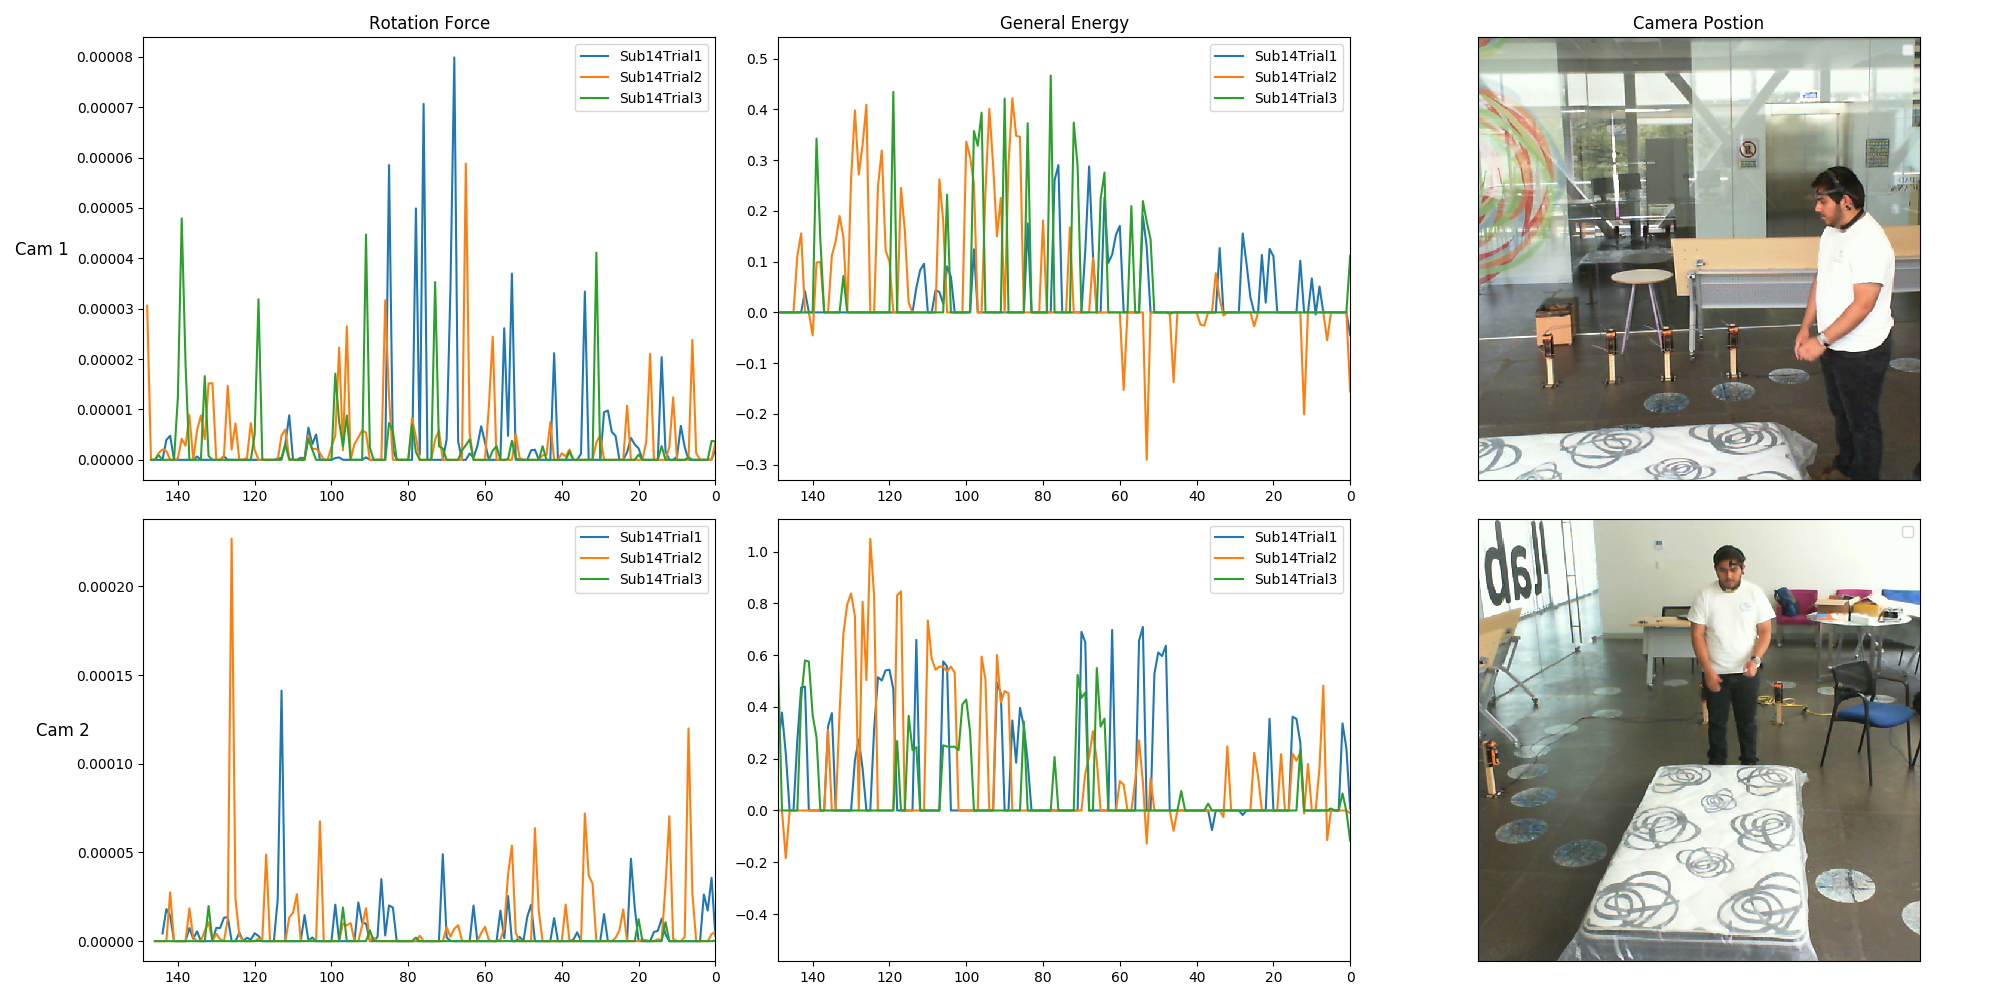 Rotation Force
General Energy
Camera Postion
Cam 1
0.00008
0.00007
0.00006
0.00005
0.00004
0.00003
0.00002
0.00001
0.00000
Sub14Trial1
Sub14Trial2
Sub14Trial3
140 120 100 80 60 40 20 0
0.5
0.4
0.3
0.2
0.1
0.0
−0.1
−0.2
−0.3
Sub14Trial1
Sub14Trial2
Sub14Trial3
140 120 100 80 60 40 20 0
Cam 2
0.00020
0.00015
0.00010
0.00005
0.00000
Sub14Trial1
Sub14Trial2
Sub14Trial3
140 120 100 80 60 40 20 0
1.0
0.8
0.6
0.4
0.2
0.0
−0.2
−0.4
Sub14Trial1
Sub14Trial2
Sub14Trial3
140 120 100 80 60 40 20 0